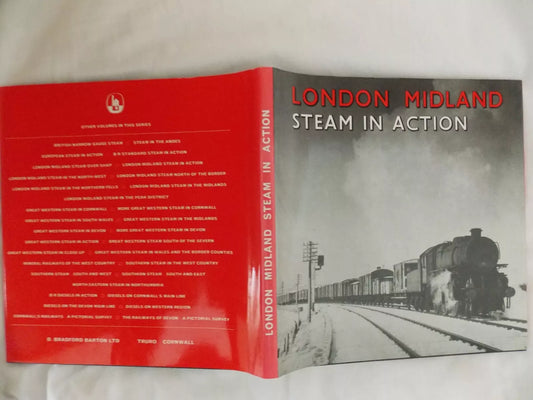 OTHER VOLUMES IN THIS SERIES
BRITISH NARROW GAUGE STEAM :: STEAM IN THE ANDES
EUROPEAN STEAM IN ACTION :: B·R STANDARD STEAM IN ACTION
LONDON MIDLAND STEAM OVER SHAP :: LONDON MIDLAND STEAM IN ACTION
LONDON MIDLAND STEAM IN THE NORTH-WEST :: LONDON MIDLAND STEAM NORTH OF THE BORDER
LONDON MIDLAND STEAM IN THE NORTHERN FELLS :: LONDON MIDLAND STEAM IN THE MIDLANDS
LONDON MIDLAND STEAM IN THE PEAK DISTRICT
GREAT WESTERN STEAM IN CORNWALL :: MORE GREAT WESTERN STEAM IN CORNWALL
GREAT WESTERN STEAM IN SOUTH WALES :: GREAT WESTERN STEAM IN THE MIDLANDS
GREAT WESTERN STEAM IN DEVON :: MORE GREAT WESTERN STEAM IN DEVON
GREAT WESTERN STEAM IN ACTION :: GREAT WESTERN STEAM SOUTH OF THE SEVERN
GREAT WESTERN STEAM IN CLOSE-UP :: GREAT WESTERN STEAM IN WALES AND THE BORDER COUNTIES
MINERAL RAILWAYS OF THE WEST COUNTRY :: SOUTHERN STEAM IN THE WEST COUNTRY
SOUTHERN STEAM SOUTH AND WEST :: SOUTHERN STEAM SOUTH AND EAST
NORTH EASTERN STEAM IN NORTHUMBRIA
B·R DIESELS IN ACTION :: DIESELS ON CORNWALL'S MAIN LINE
DIESELS ON THE DEVON MAIN LINE :: DIESELS ON WESTERN REGION
CORNWALL'S RAILWAYS A PICTORIAL SURVEY :: THE RAILWAYS OF DEVON A PICTORIAL SURVEY
D. BRADFORD BARTON LTD TRURO CORNWALL
LONDON MIDLAND STEAM IN ACTION
LONDON MIDLAND
STEAM IN ACTION